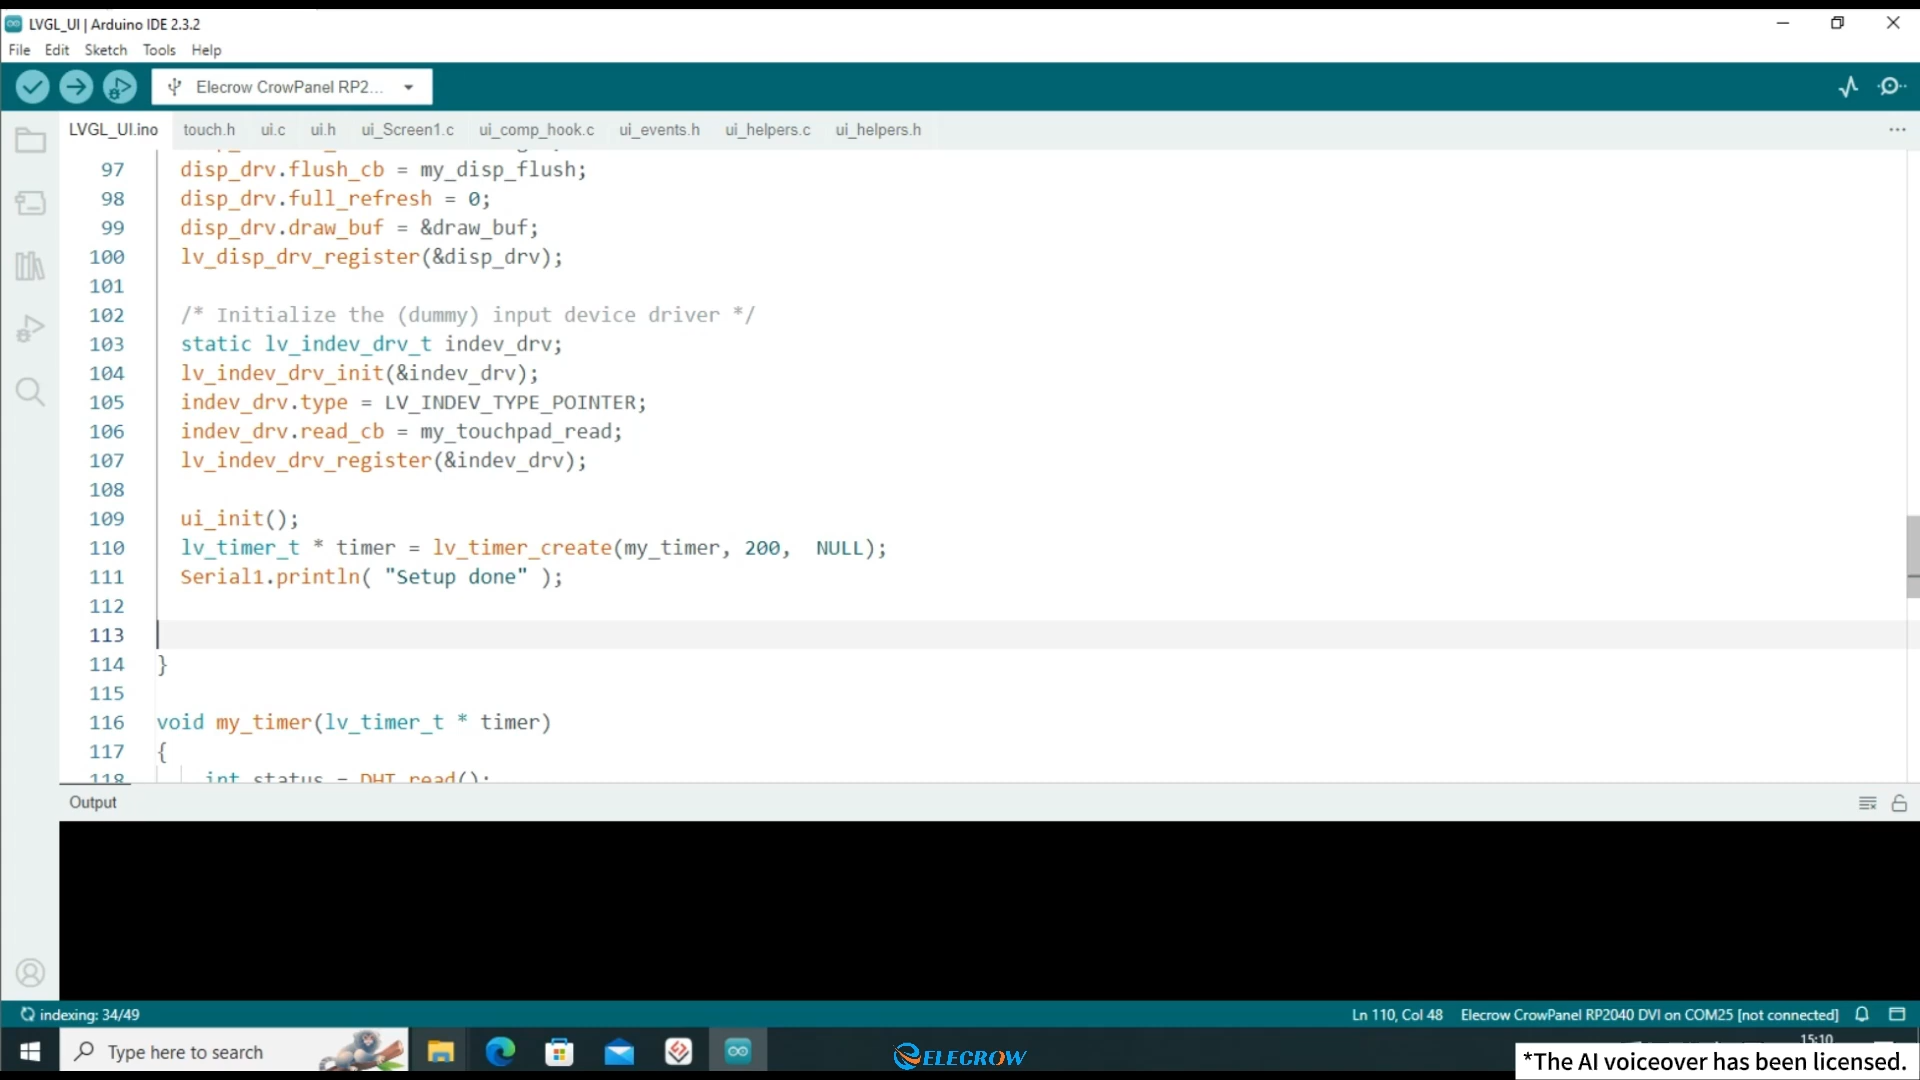 LVGL_UI | Arduino IDE 2.3.2
File Edit Sketch Tools Help
Elecrow CrowPanel RP2...
LVGL_UI.ino touch.h ui.c ui.h ui_Screen1.c ui_comp_hook.c ui_events.h ui_helpers.c ui_helpers.h
97 disp_drv.flush_cb = my_disp_flush;
98 disp_drv.full_refresh = 0;
99 disp_drv.draw_buf = &draw_buf;
100 lv_disp_drv_register(&disp_drv);
101
102 /* Initialize the (dummy) input device driver */
103 static lv_indev_drv_t indev_drv;
104 lv_indev_drv_init(&indev_drv);
105 indev_drv.type = LV_INDEV_TYPE_POINTER;
106 indev_drv.read_cb = my_touchpad_read;
107 lv_indev_drv_register(&indev_drv);
108
109 ui_init();
110 lv_timer_t * timer = lv_timer_create(my_timer, 200,  NULL);
111 Serial1.println( "Setup done" );
112
113
114 }
115
116 void my_timer(lv_timer_t * timer)
117 {
118 int status = DHT.read();
Output
indexing: 34/49 Ln 110, Col 48 Elecrow CrowPanel RP2040 DVI on COM25 [not connected]
Type here to search
ELECROW
15:10
*The AI voiceover has been licensed.